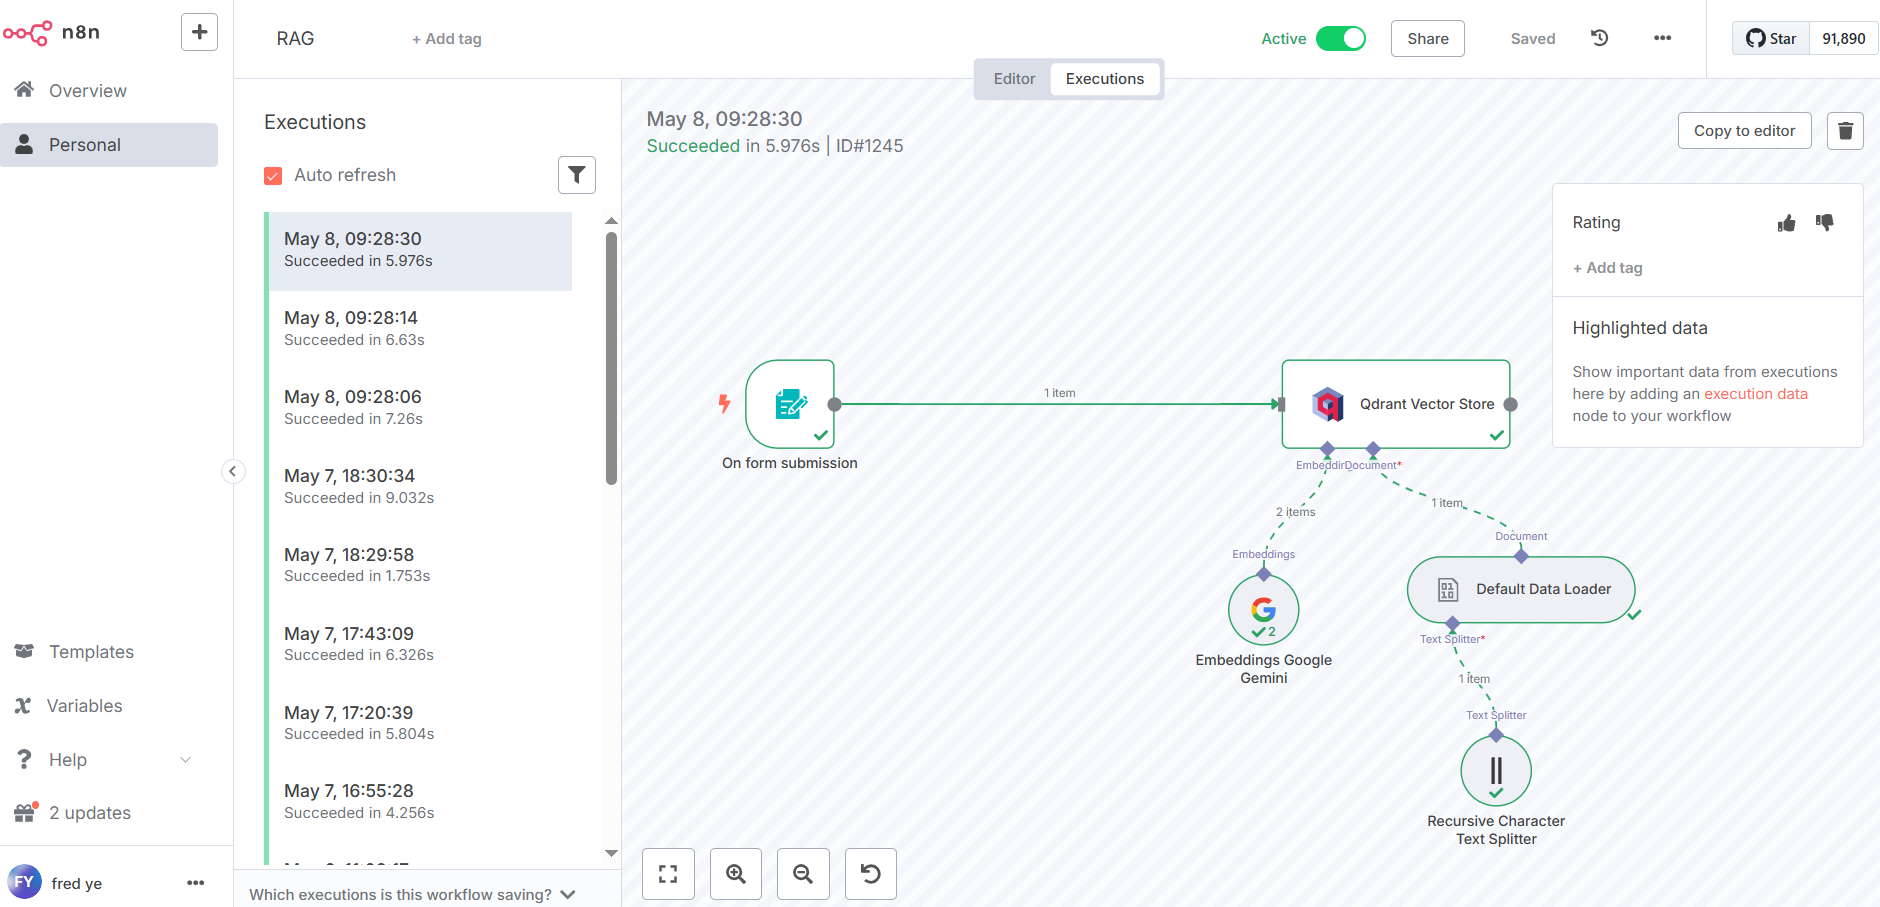 n8n
RAG
+ Add tag
Active
Share
Saved
Star
91,890
Editor
Executions
Overview
Personal
Templates
Variables
Help
2 updates
FY
fred ye
Executions
Auto refresh
May 8, 09:28:30
Succeeded in 5.976s
May 8, 09:28:14
Succeeded in 6.63s
May 8, 09:28:06
Succeeded in 7.26s
May 7, 18:30:34
Succeeded in 9.032s
May 7, 18:29:58
Succeeded in 1.753s
May 7, 17:43:09
Succeeded in 6.326s
May 7, 17:20:39
Succeeded in 5.804s
May 7, 16:55:28
Succeeded in 4.256s
Which executions is this workflow saving?
May 8, 09:28:30
Succeeded in 5.976s | ID#1245
Copy to editor
Rating
+ Add tag
Highlighted data
Show important data from executions
here by adding an execution data
node to your workflow
1 item
On form submission
Qdrant Vector Store
Document*
2 items
1 item
Embeddings
Document
2
Embeddings Google
Gemini
0110
Default Data Loader
Text Splitter*
1 item
Text Splitter
Recursive Character
Text Splitter